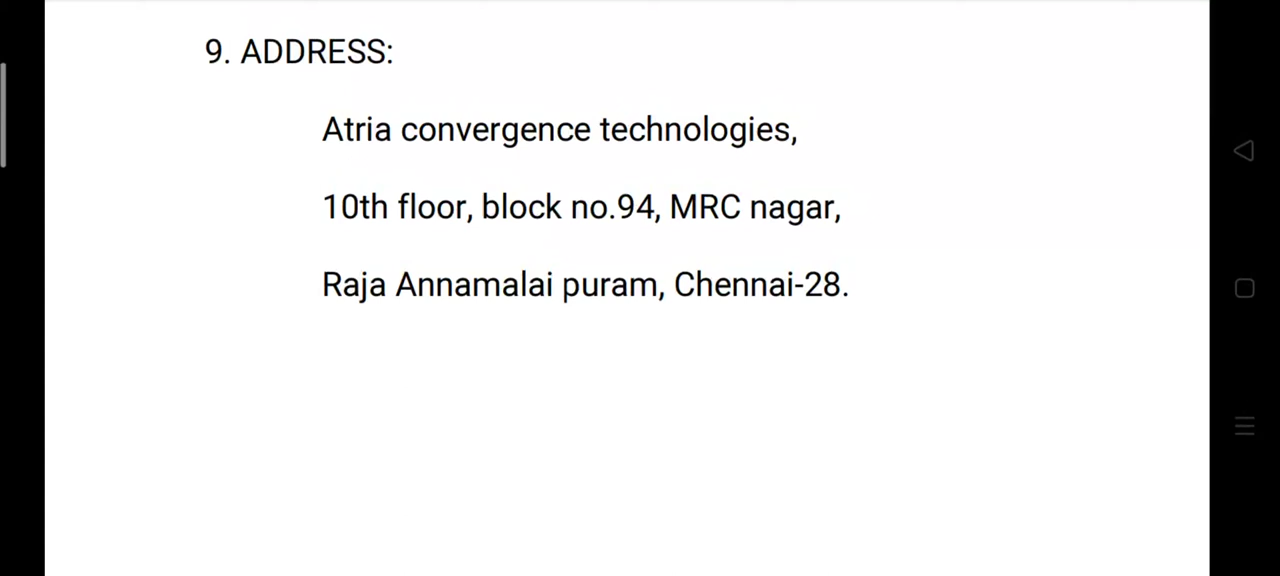 9. ADDRESS:
Atria convergence technologies,
10th floor, block no.94, MRC nagar,
Raja Annamalai puram, Chennai-28.